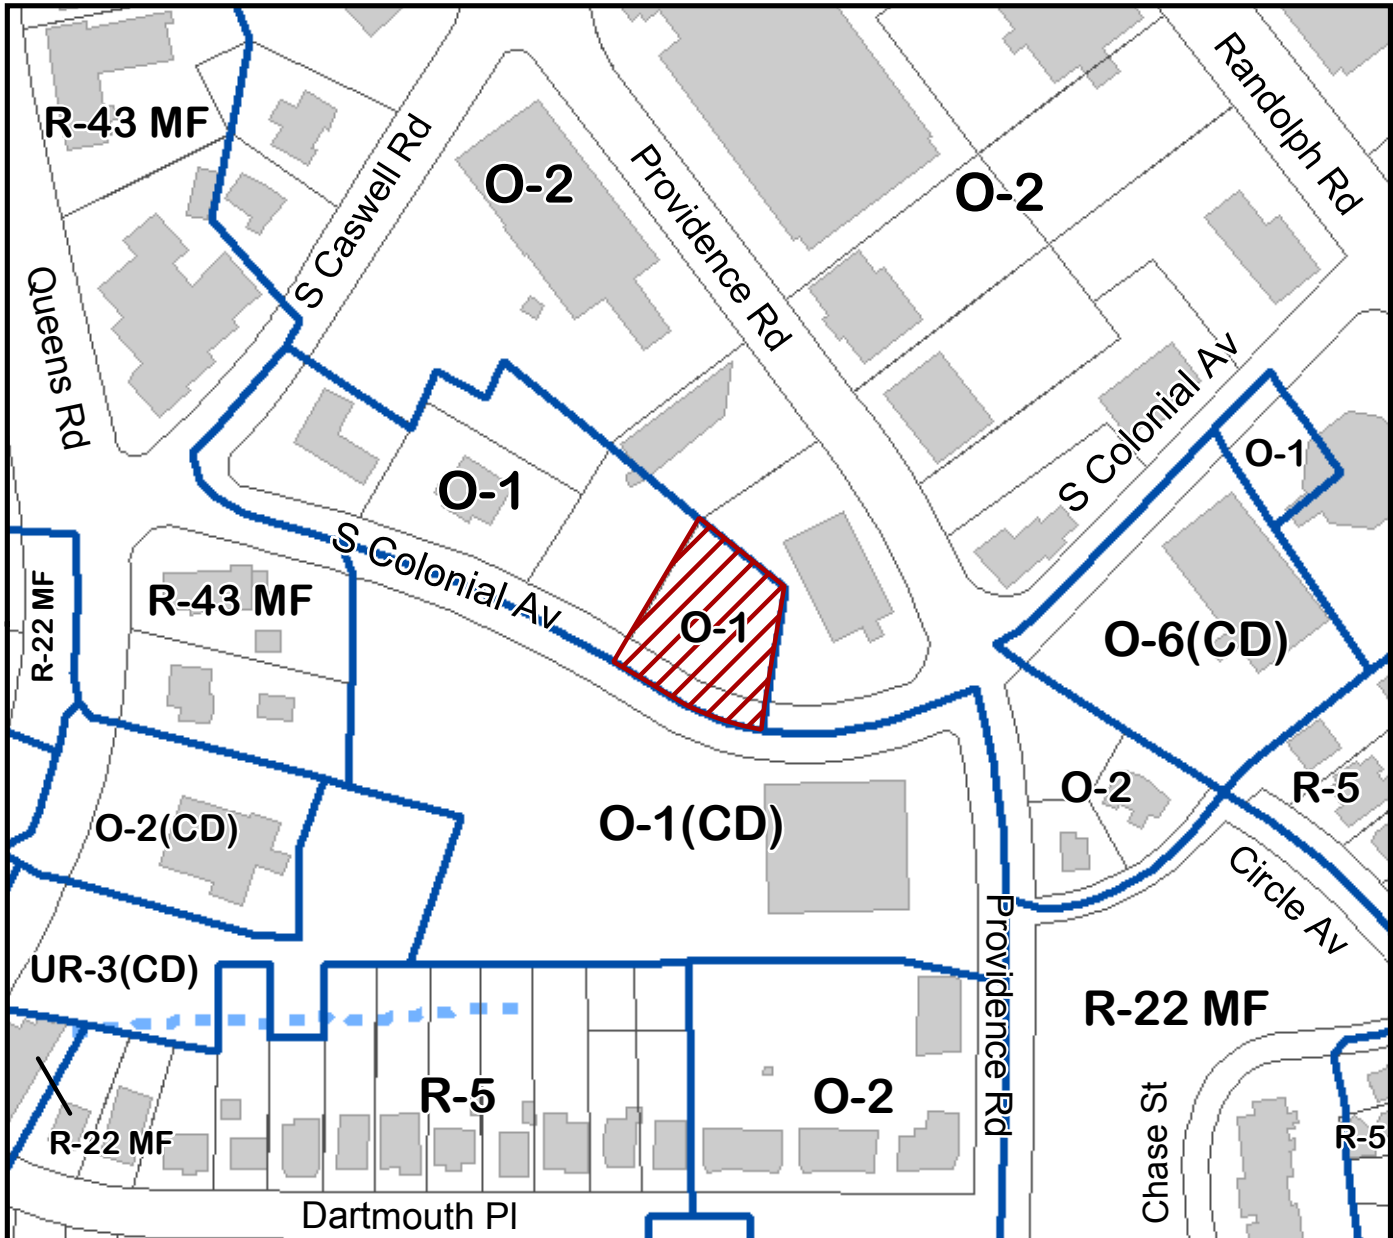 R-43 MF
S Caswell Rd
O-2
Providence Rd
O-2
Randolph Rd
Queens Rd
O-1
S Colonial Av
S Colonial Av
O-1
R-22 MF
R-43 MF
O-1
O-6(CD)
O-2
R-5
O-2(CD)
O-1(CD)
Circle Av
UR-3(CD)
Providence Rd
R-22 MF
R-5
O-2
Chase St
R-22 MF
R-5
Dartmouth Pl